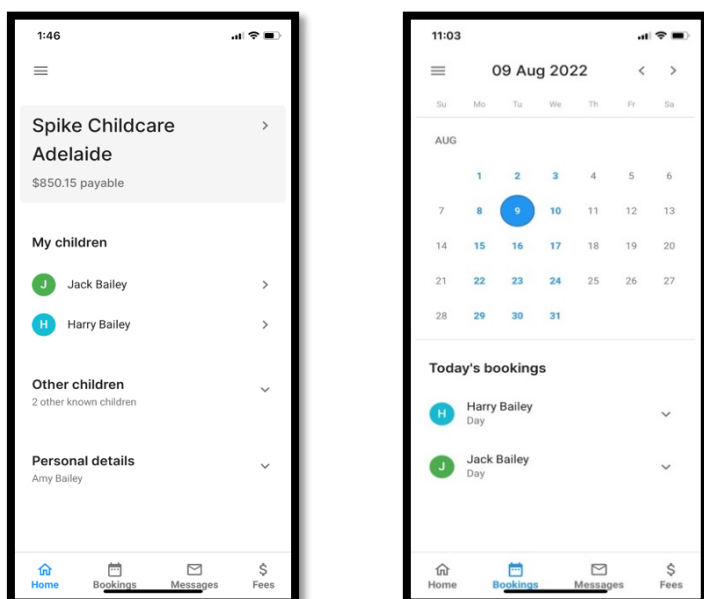 1:46
Spike Childcare
Adelaide
$850.15 payable
My children
J Jack Bailey
H Harry Bailey
Other children
2 other known children
Personal details
Amy Bailey
Home Bookings Messages Fees
11:03
09 Aug 2022
Su Mo Tu We Th Fr Sa
AUG
1 2 3 4 5 6
7 8 9 10 11 12 13
14 15 16 17 18 19 20
21 22 23 24 25 26 27
28 29 30 31
Today's bookings
H Harry Bailey
Day
J Jack Bailey
Day
Home Bookings Messages Fees